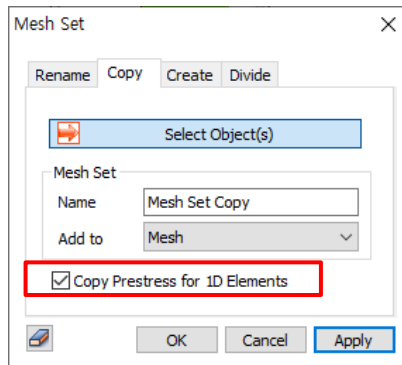 Mesh Set
Rename Copy Create Divide
Select Object(s)
Mesh Set
Name Mesh Set Copy
Add to Mesh
Copy Prestress for 1D Elements
OK Cancel Apply